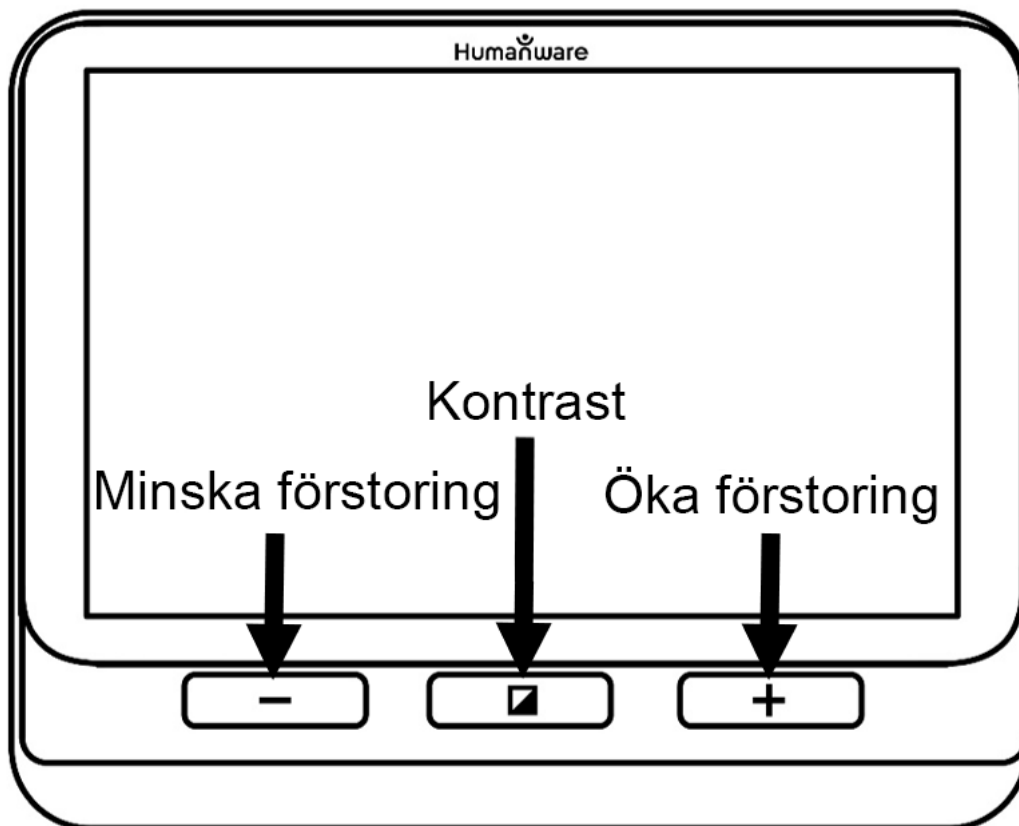 Humanware
Kontrast
Minska förstoring
Öka förstoring
−
+